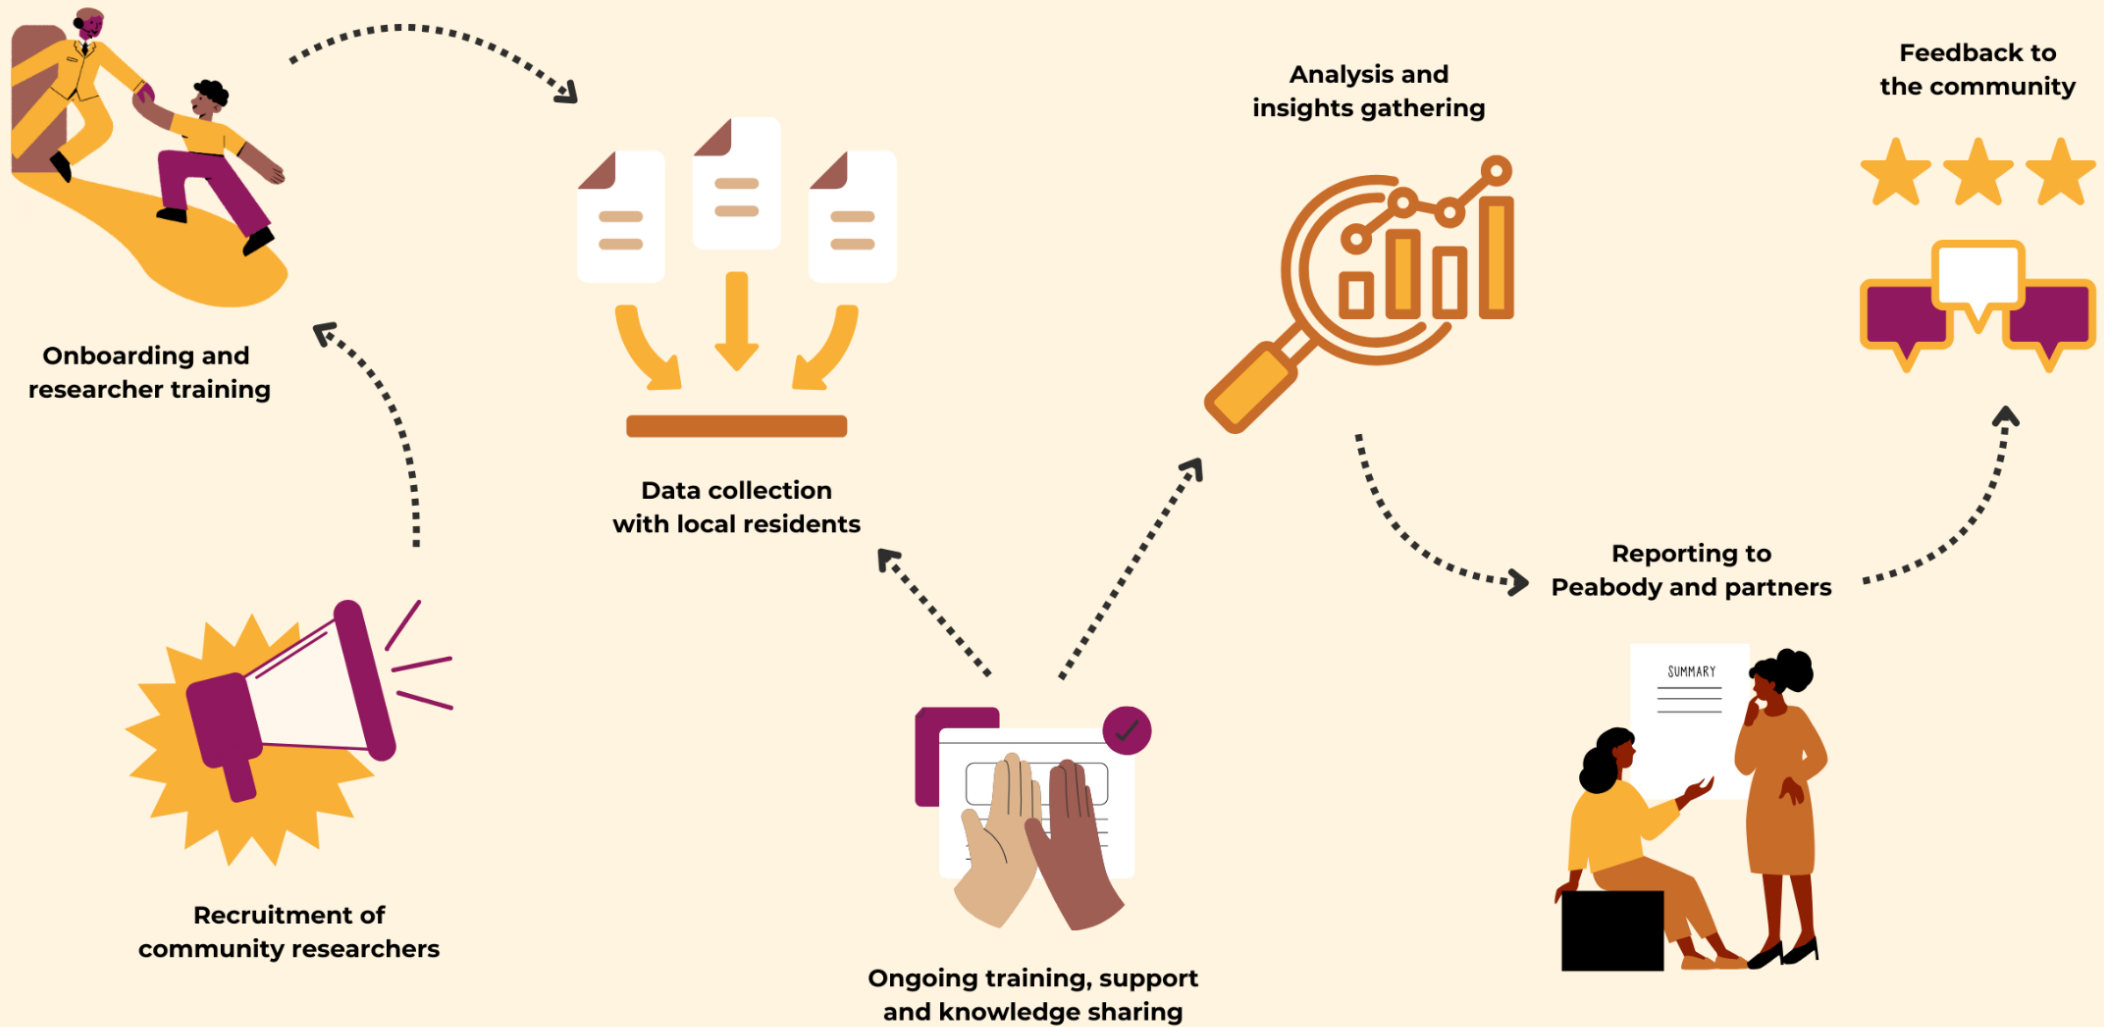 Onboarding and
researcher training
Recruitment of
community researchers
Data collection
with local residents
Ongoing training, support
and knowledge sharing
Analysis and
insights gathering
Reporting to
Peabody and partners
SUMMARY
Feedback to
the community